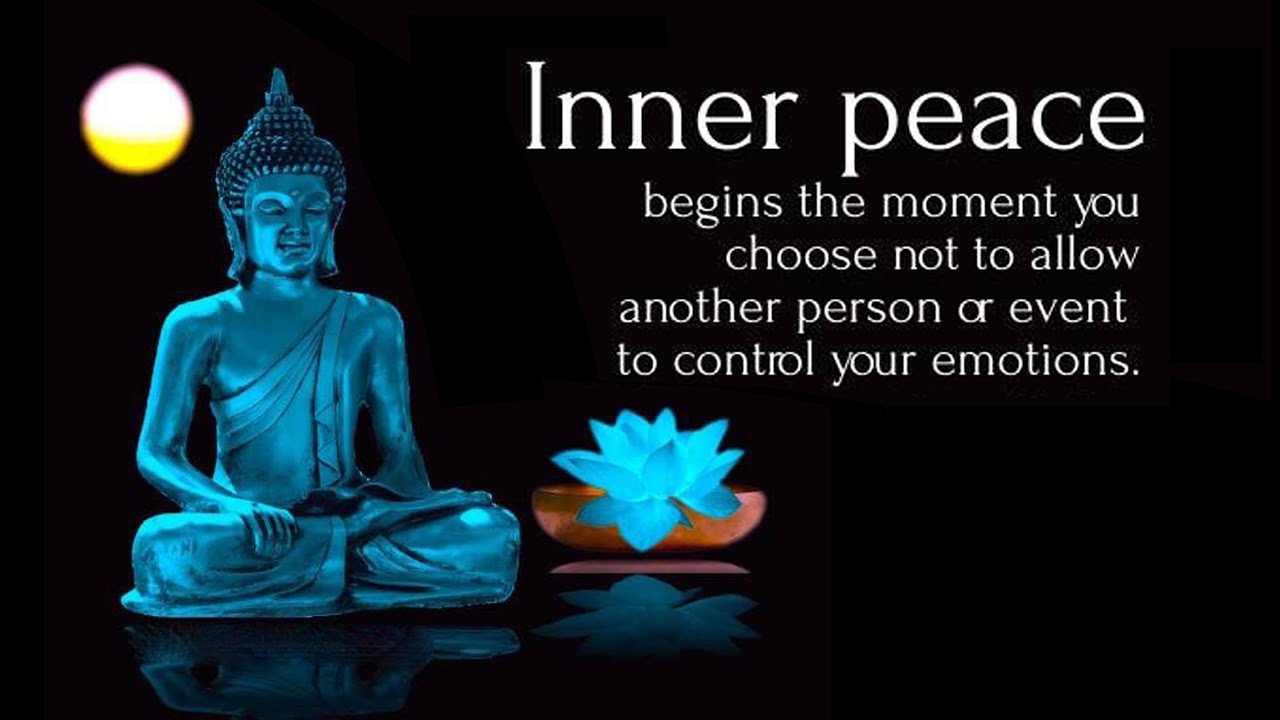 Inner peace
begins the moment you
choose not to allow
another person or event
to control your emotions.